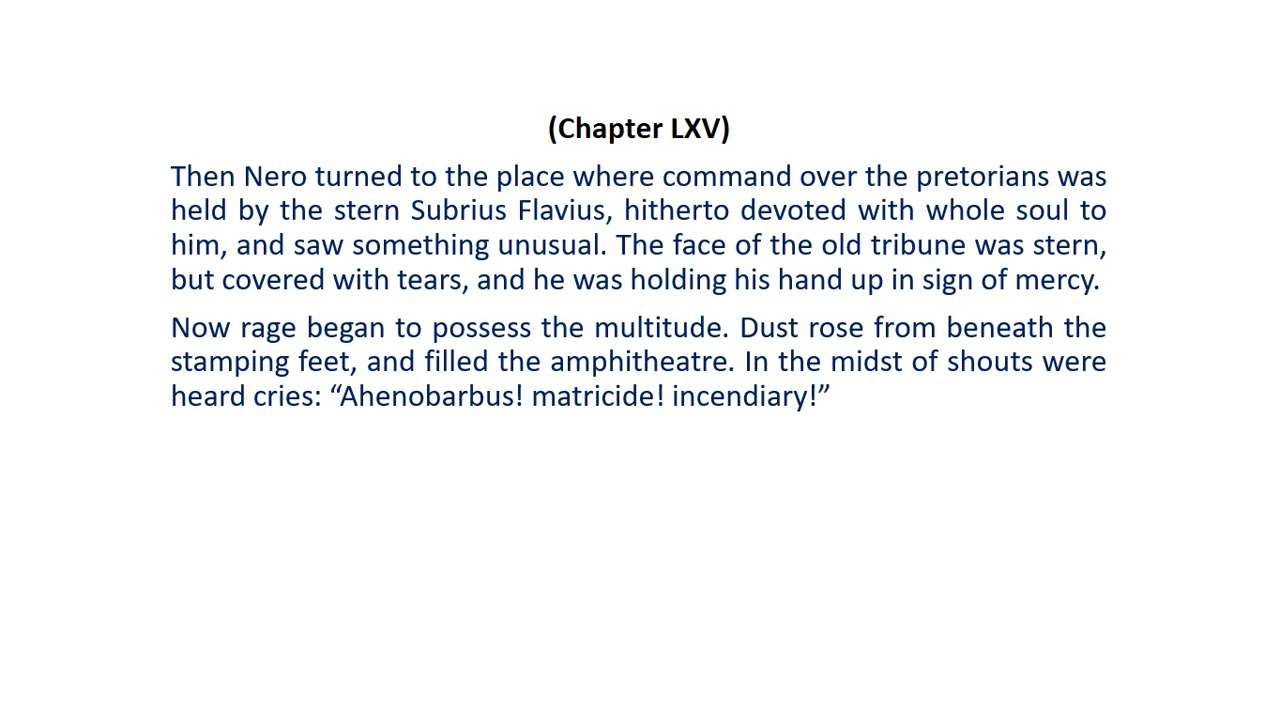 (Chapter LXV)
Then Nero turned to the place where command over the pretorians was
held by the stern Subrius Flavius, hitherto devoted with whole soul to
him, and saw something unusual. The face of the old tribune was stern,
but covered with tears, and he was holding his hand up in sign of mercy.
Now rage began to possess the multitude. Dust rose from beneath the
stamping feet, and filled the amphitheatre. In the midst of shouts were
heard cries: “Ahenobarbus! matricide! incendiary!”